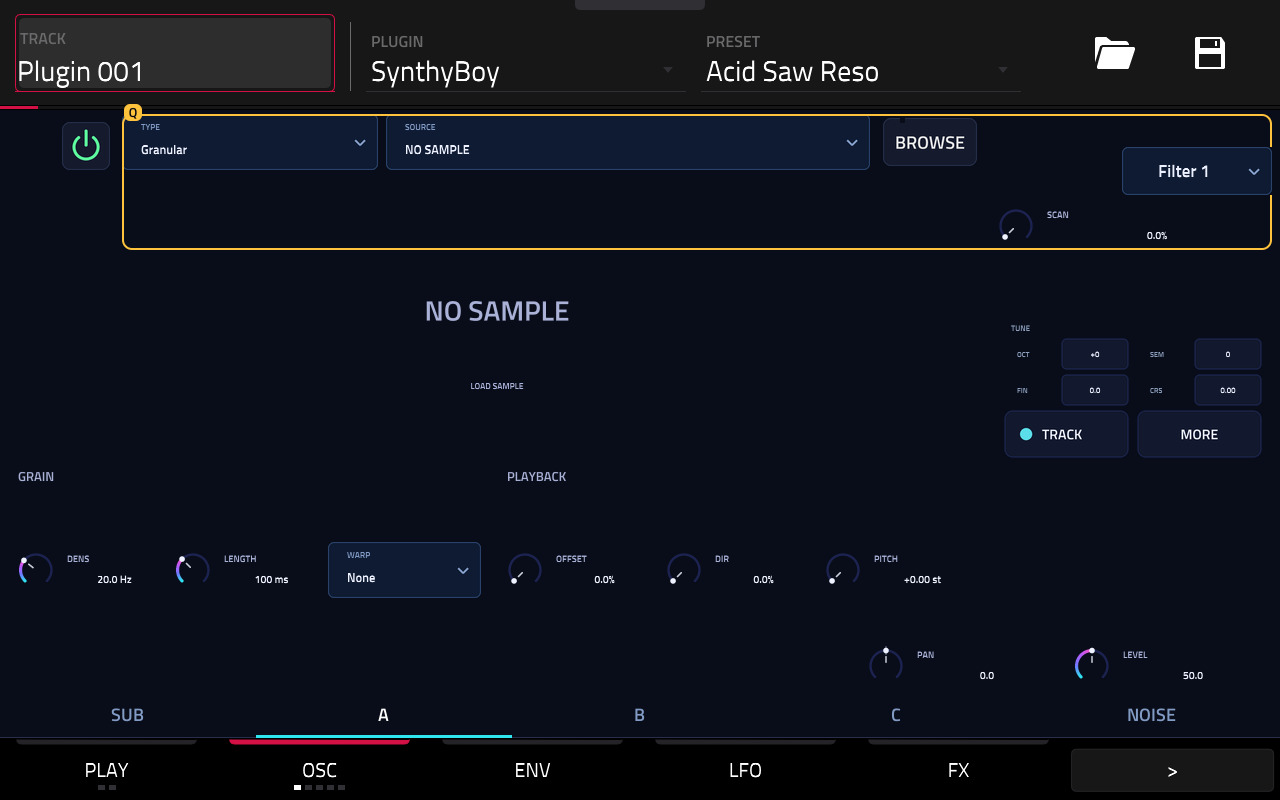 TRACK
Plugin 001
PLUGIN
SynthyBoy
PRESET
Acid Saw Reso
Q
TYPE
Granular
SOURCE
NO SAMPLE
BROWSE
Filter 1
SCAN
0.0%
NO SAMPLE
LOAD SAMPLE
TUNE
OCT
+0
SEM
0
FIN
0.0
CRS
0.00
TRACK
MORE
GRAIN
PLAYBACK
DENS
20.0 Hz
LENGTH
100 ms
WARP
None
OFFSET
0.0%
DIR
0.0%
PITCH
+0.00 st
PAN
0.0
LEVEL
50.0
SUB
A
B
C
NOISE
PLAY
OSC
ENV
LFO
FX
>